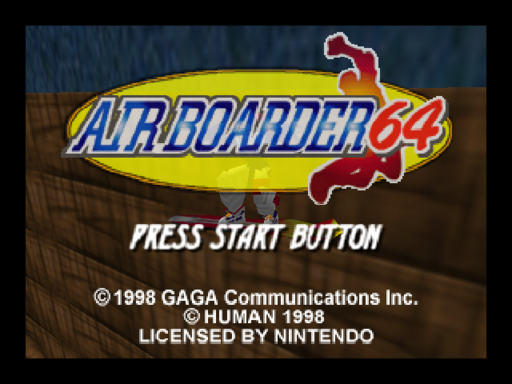 AIR BOARDER 64
PRESS START BUTTON
©1998 GAGA Communications Inc.
©HUMAN 1998
LICENSED BY NINTENDO